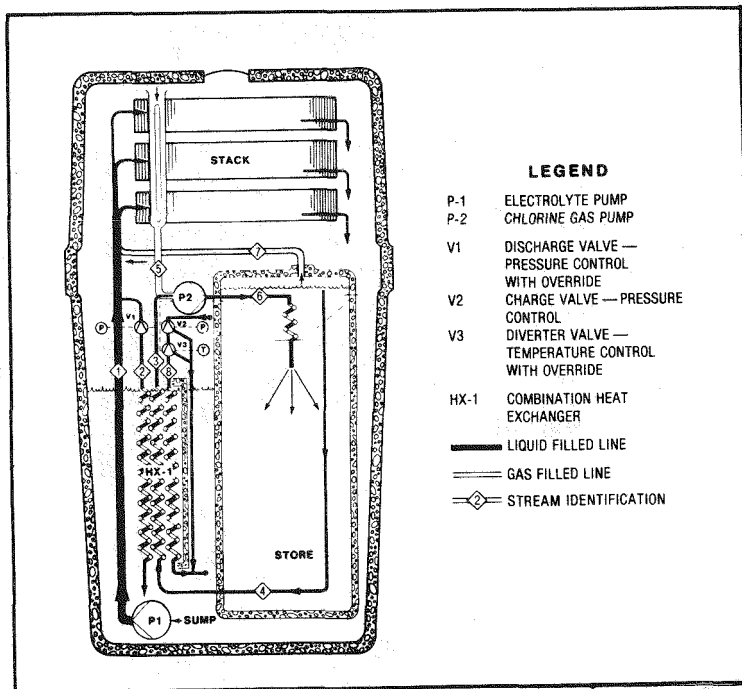 STACK
7
5
P2
6
V1
P
V2
P
V3
T
1
2
3
8
HX-1
STORE
4
P1
SUMP
LEGEND
P-1 ELECTROLYTE PUMP
P-2 CHLORINE GAS PUMP
V1 DISCHARGE VALVE —
PRESSURE CONTROL
WITH OVERRIDE
V2 CHARGE VALVE — PRESSURE
CONTROL
V3 DIVERTER VALVE —
TEMPERATURE CONTROL
WITH OVERRIDE
HX-1 COMBINATION HEAT
EXCHANGER
LIQUID FILLED LINE
GAS FILLED LINE
2 STREAM IDENTIFICATION